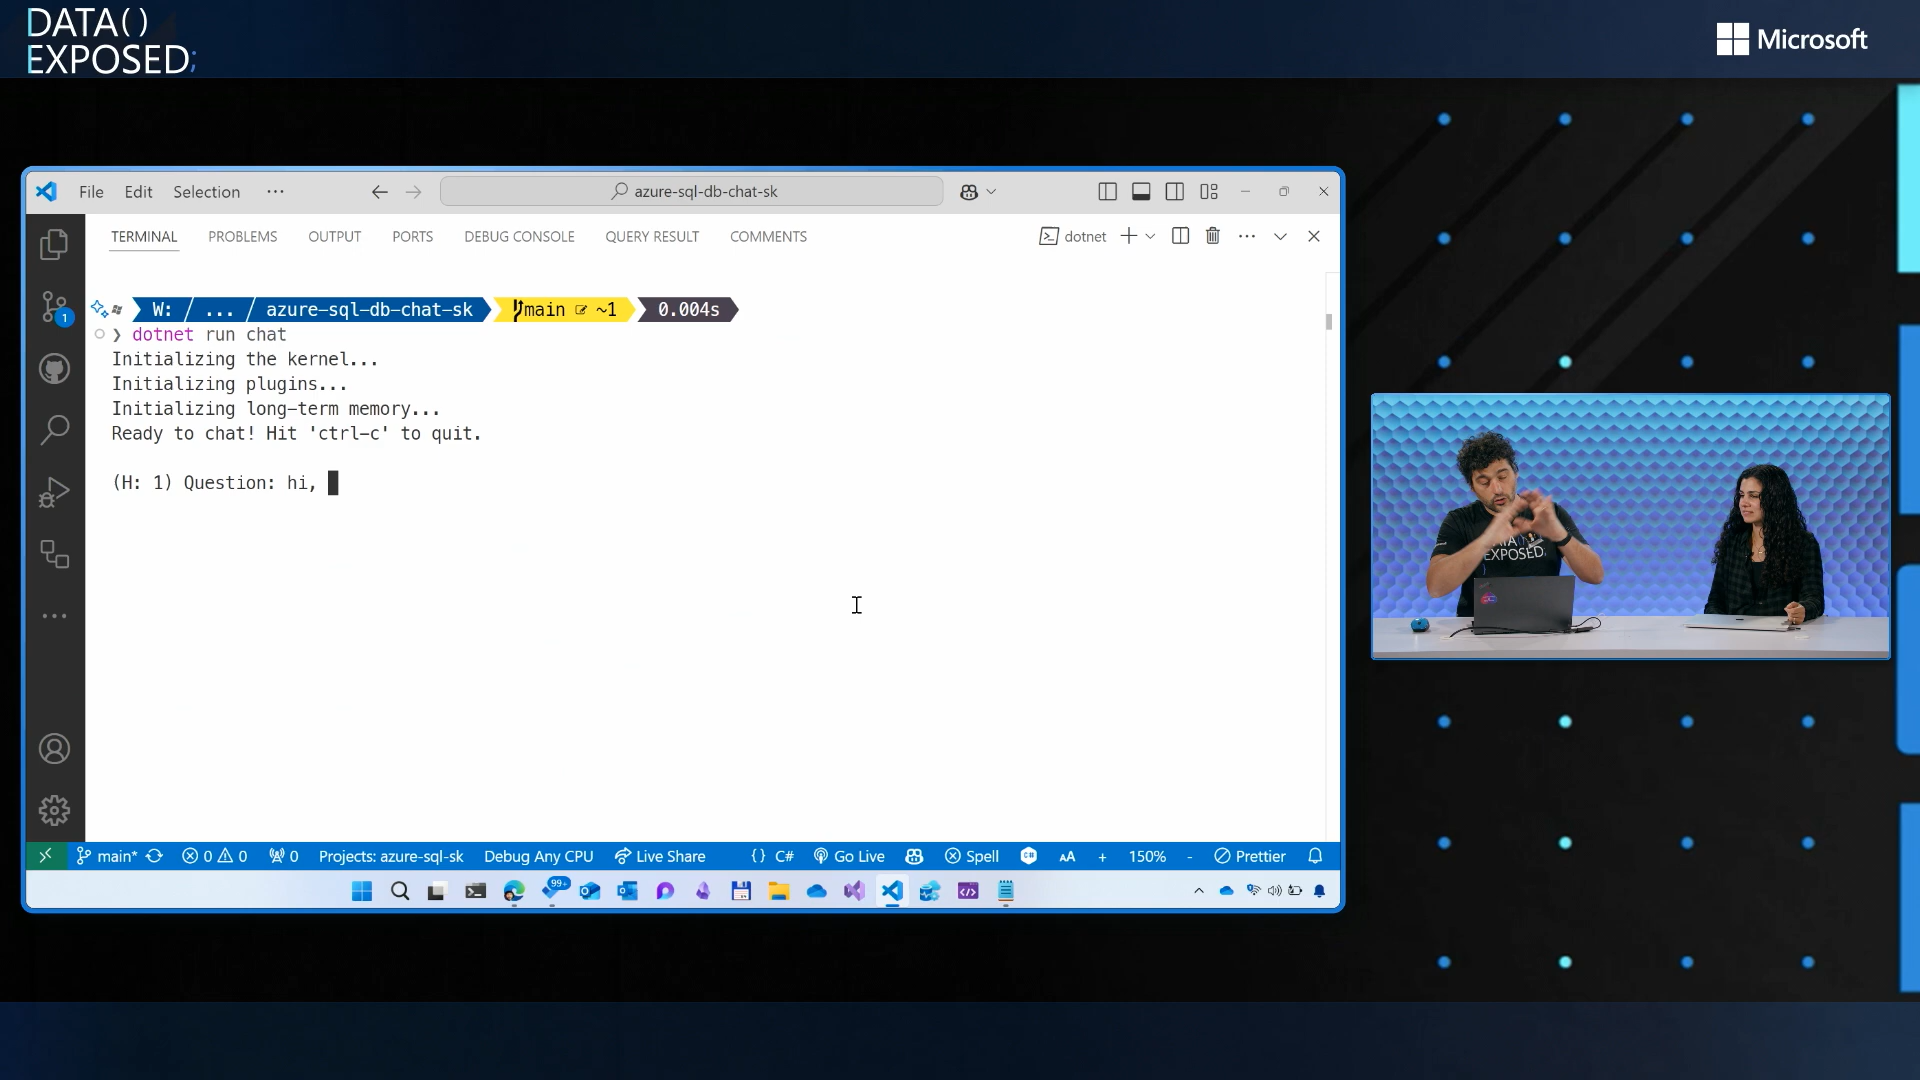 DATA()
EXPOSED;
Microsoft
File Edit Selection ··· azure-sql-db-chat-sk
TERMINAL PROBLEMS OUTPUT PORTS DEBUG CONSOLE QUERY RESULT COMMENTS dotnet
W: ... azure-sql-db-chat-sk main ~1 0.004s
❯ dotnet run chat
Initializing the kernel...
Initializing plugins...
Initializing long-term memory...
Ready to chat! Hit 'ctrl-c' to quit.
(H: 1) Question: hi,
1
EXPOSED;
main* 0 0 0 Projects: azure-sql-sk Debug Any CPU Live Share {} C# Go Live Spell C# AA + 150% - Prettier
99+